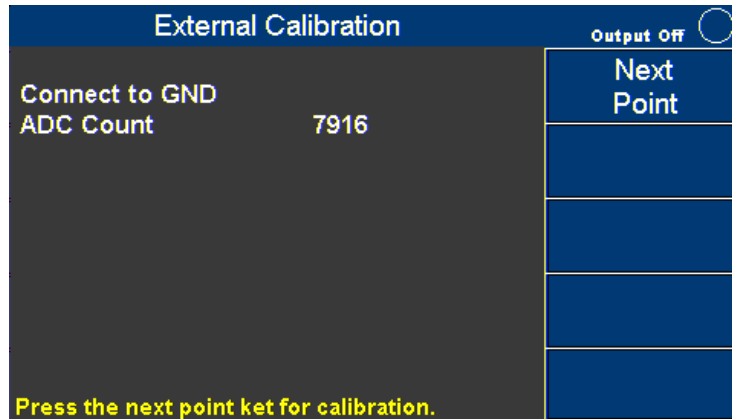 External Calibration
Output Off
Next
Point
Connect to GND
ADC Count 7916
Press the next point ket for calibration.